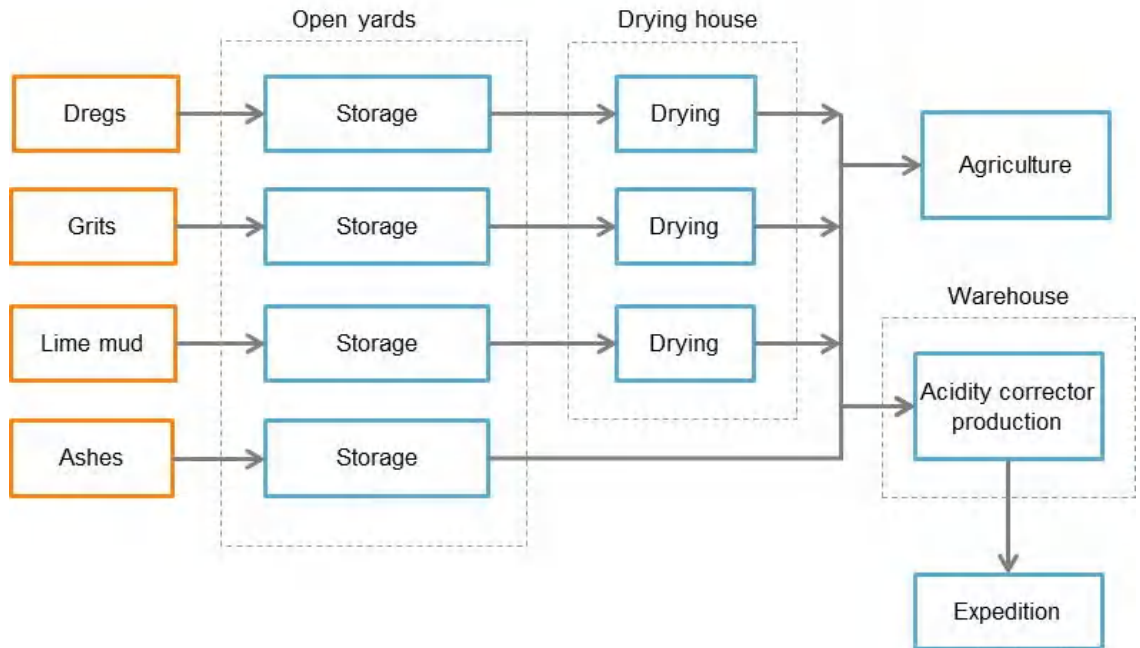 Open yards
Drying house
Dregs
Storage
Drying
Agriculture
Grits
Storage
Drying
Warehouse
Lime mud
Storage
Drying
Acidity corrector
production
Ashes
Storage
Expedition